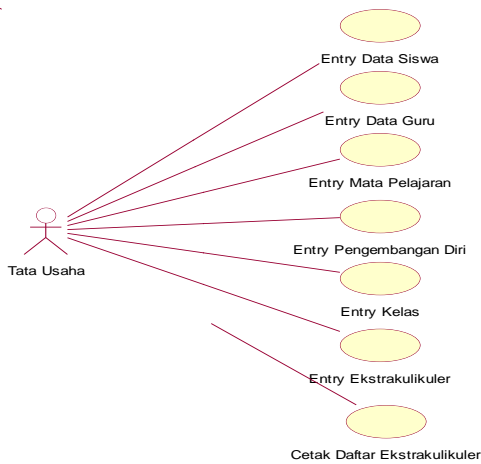 Entry Data Siswa
Entry Data Guru
Entry Mata Pelajaran
Entry Pengembangan Diri
Tata Usaha
Entry Kelas
Entry Ekstrakulikuler
Cetak Daftar Ekstrakulikuler